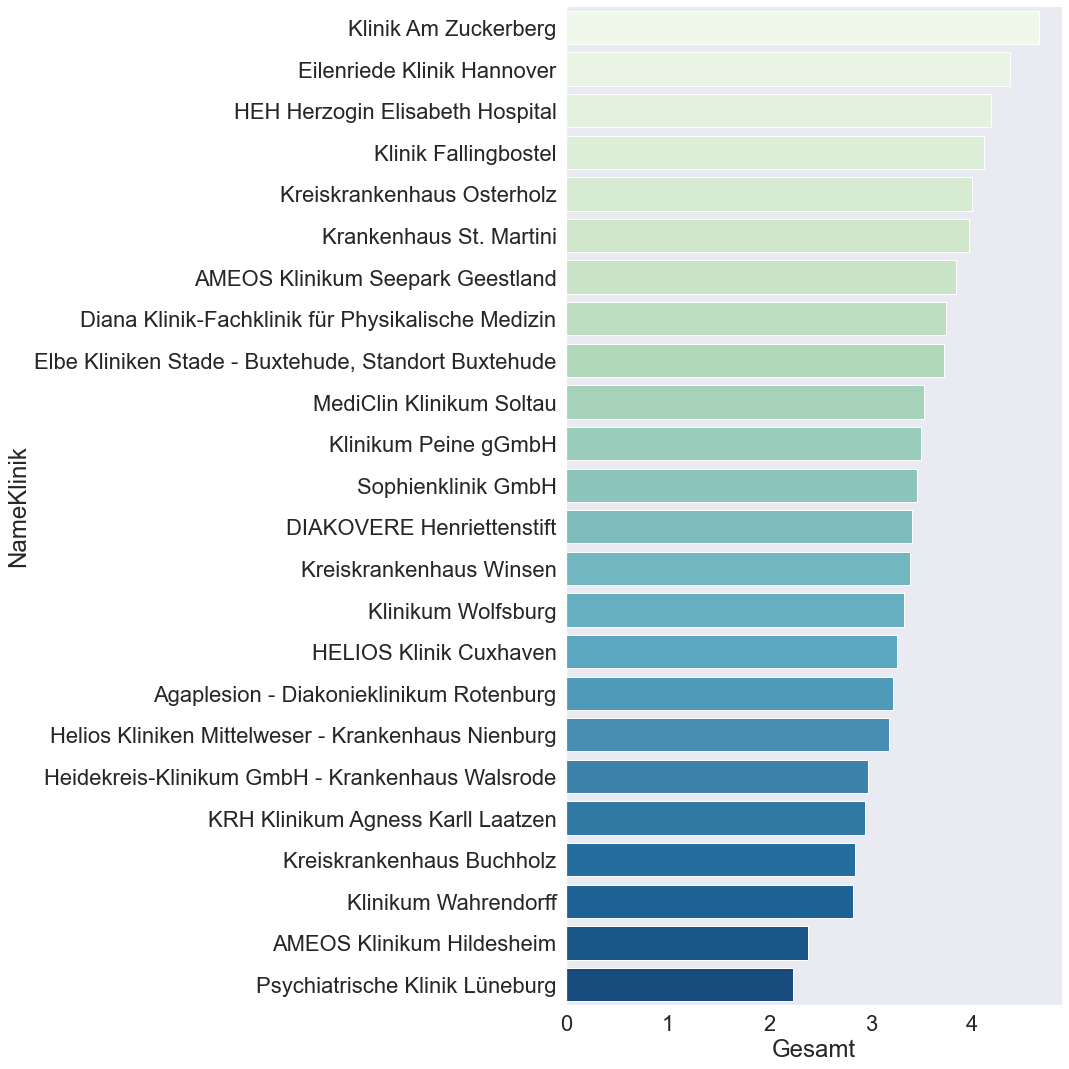 Klinik Am Zuckerberg
Eilenriede Klinik Hannover
HEH Herzogin Elisabeth Hospital
Klinik Fallingbostel
Kreiskrankenhaus Osterholz
Krankenhaus St. Martini
AMEOS Klinikum Seepark Geestland
Diana Klinik-Fachklinik für Physikalische Medizin
Elbe Kliniken Stade - Buxtehude, Standort Buxtehude
MediClin Klinikum Soltau
Klinikum Peine gGmbH
Sophienklinik GmbH
DIAKOVERE Henriettenstift
Kreiskrankenhaus Winsen
Klinikum Wolfsburg
HELIOS Klinik Cuxhaven
Agaplesion - Diakonieklinikum Rotenburg
Helios Kliniken Mittelweser - Krankenhaus Nienburg
Heidekreis-Klinikum GmbH - Krankenhaus Walsrode
KRH Klinikum Agness Karll Laatzen
Kreiskrankenhaus Buchholz
Klinikum Wahrendorff
AMEOS Klinikum Hildesheim
Psychiatrische Klinik Lüneburg
NameKlinik
0 1 2 3 4
Gesamt